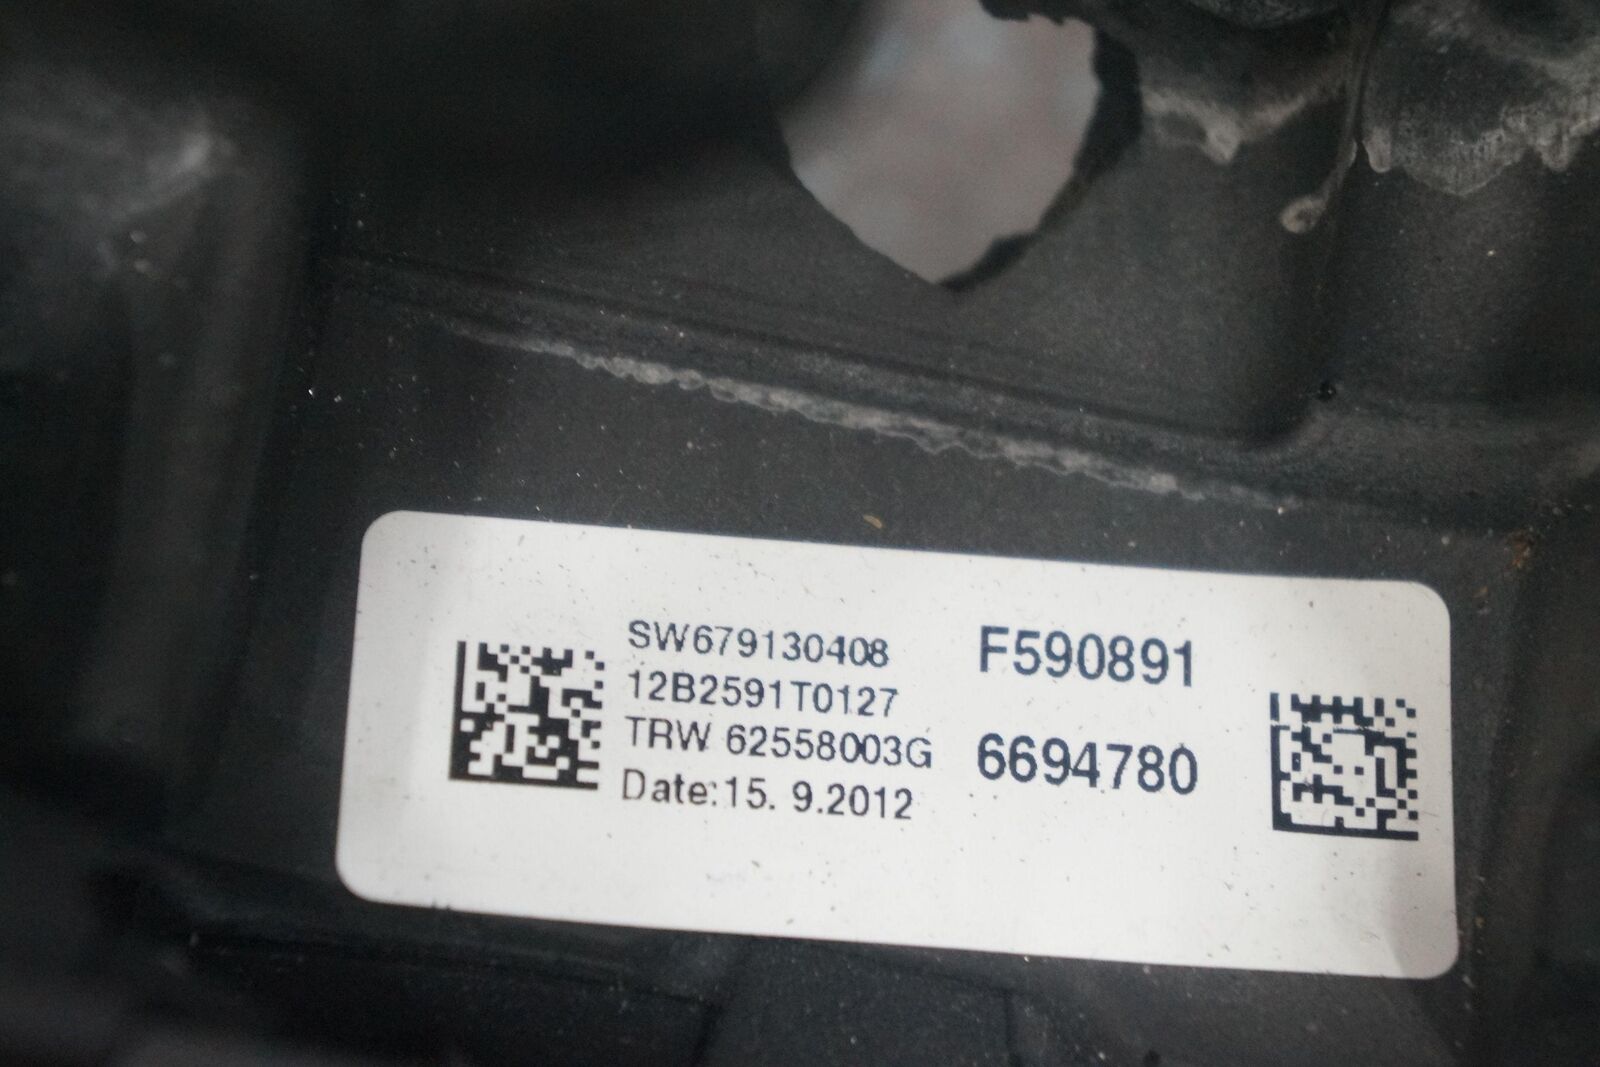 SW679130408
12B2591T0127
TRW 62558003G
Date:15. 9.2012
F590891
6694780